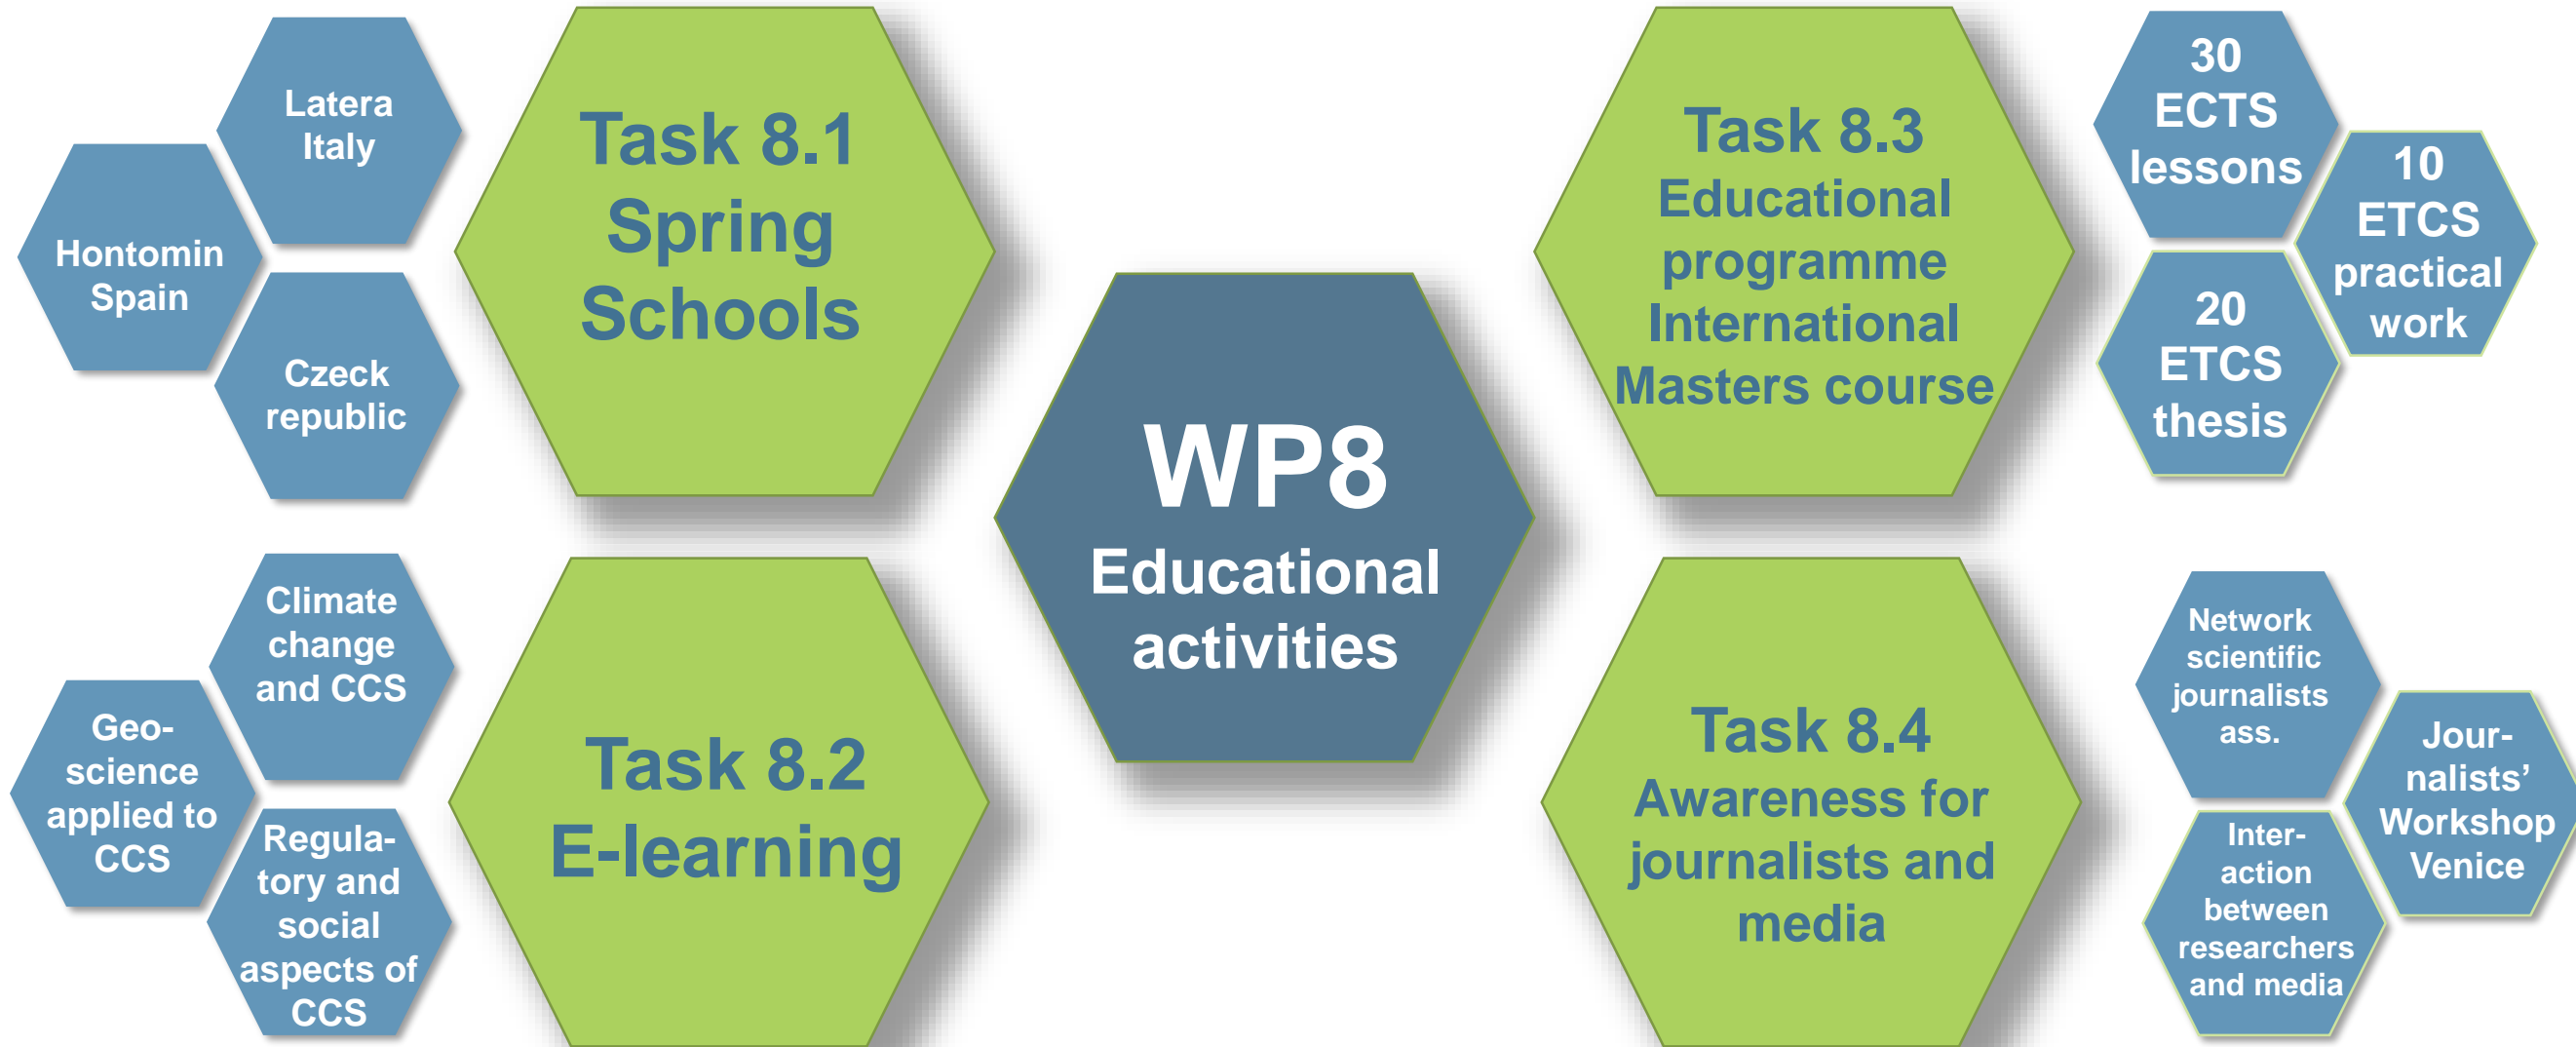 Latera
Italy
Hontomin
Spain
Czeck
republic
Task 8.1
Spring
Schools
Climate
change
and CCS
Geo-
science
applied to
CCS
Regula-
tory and
social
aspects of
CCS
Task 8.2
E-learning
WP8
Educational
activities
Task 8.3
Educational
programme
International
Masters course
30
ECTS
lessons
10
ETCS
practical
work
20
ETCS
thesis
Task 8.4
Awareness for
journalists and
media
Network
scientific
journalists
ass.
Jour-
nalists’
Workshop
Venice
Inter-
action
between
researchers
and media